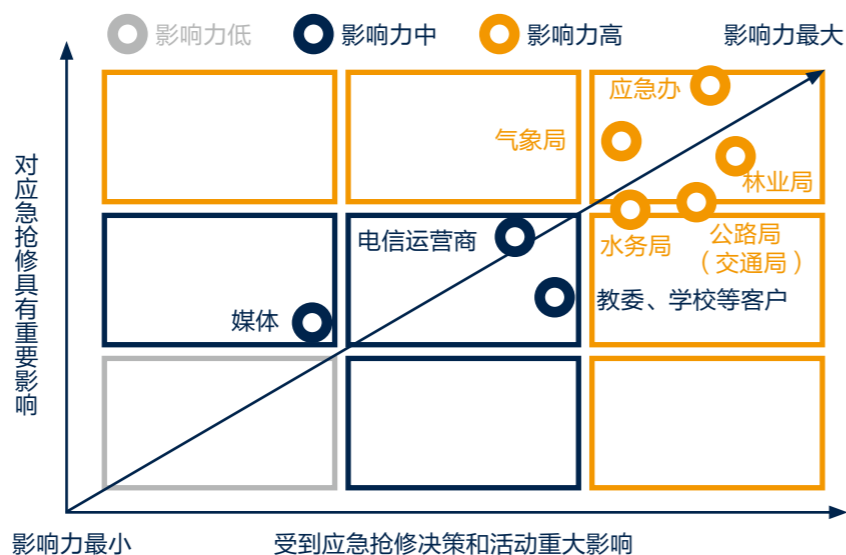 影响力低 影响力中 影响力高 影响力最大
应急办
气象局
林业局
水务局
公路局
（交通局）
电信运营商
教委、学校等客户
媒体
对应急抢修具有重要影响
影响力最小 受到应急抢修决策和活动重大影响